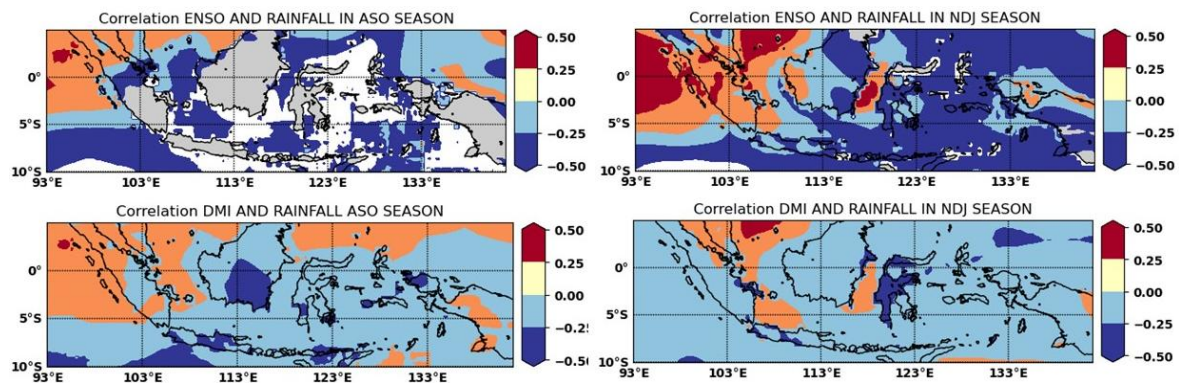 Correlation ENSO AND RAINFALL IN ASO SEASON
0°
5°S
10°S
93°E 103°E 113°E 123°E 133°E
0.50
0.25
0.00
−0.25
−0.50
Correlation ENSO AND RAINFALL IN NDJ SEASON
0°
5°S
10°S
93°E 103°E 113°E 123°E 133°E
0.50
0.25
0.00
−0.25
−0.50
Correlation DMI AND RAINFALL ASO SEASON
0°
5°S
10°S
93°E 103°E 113°E 123°E 133°E
0.50
0.25
0.00
−0.2
−0.5
Correlation DMI AND RAINFALL IN NDJ SEASON
0°
5°S
10°S
93°E 103°E 113°E 123°E 133°E
0.50
0.25
0.00
−0.25
−0.50